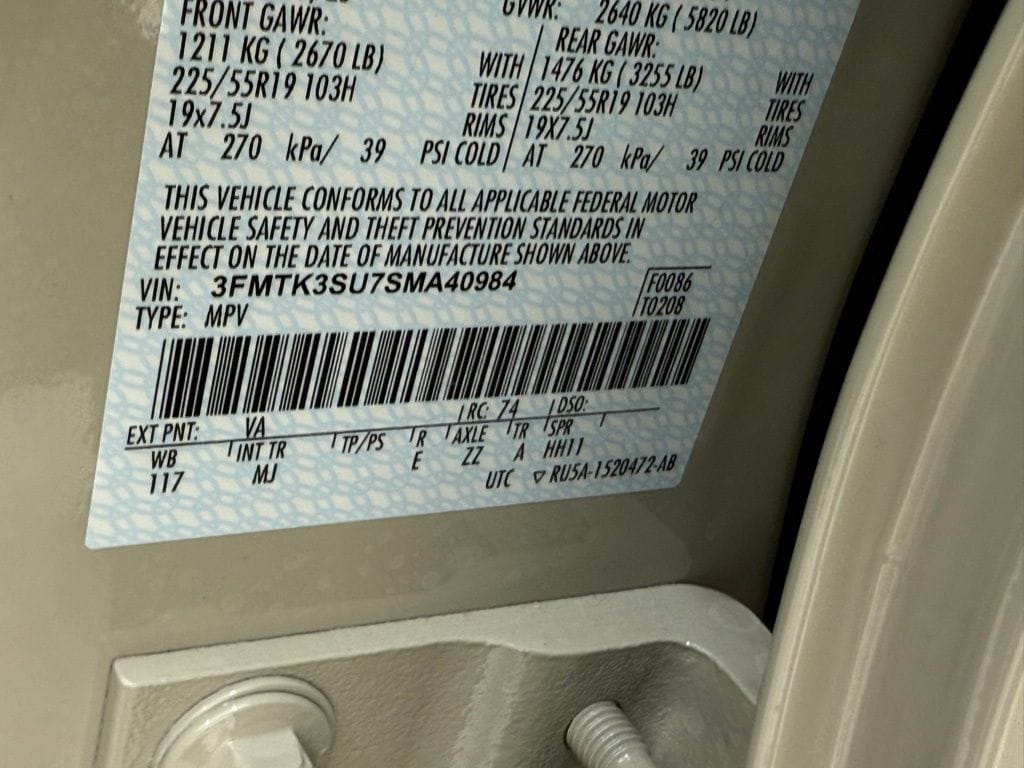 FRONT GAWR:
1211 KG ( 2670 LB)
WITH
225/55R19 103H
TIRES
19x7.5J
RIMS
AT 270 kPa/ 39 PSI COLD
GVWR: 2640 KG ( 5820 LB)
REAR GAWR:
1476 KG ( 3255 LB)
WITH
225/55R19 103H
TIRES
19X7.5J
RIMS
AT 270 kPa/ 39 PSI COLD
THIS VEHICLE CONFORMS TO ALL APPLICABLE FEDERAL MOTOR
VEHICLE SAFETY AND THEFT PREVENTION STANDARDS IN
EFFECT ON THE DATE OF MANUFACTURE SHOWN ABOVE.
VIN: 3FMTK3SU7SMA40984
F0086
TYPE: MPV
T0208
EXT PNT: VA RC: 74 DSO:
WB INT TR TP/PS R AXLE TR SPR
117 MJ E ZZ A HH11
UTC ▽ RU5A-1520472-AB